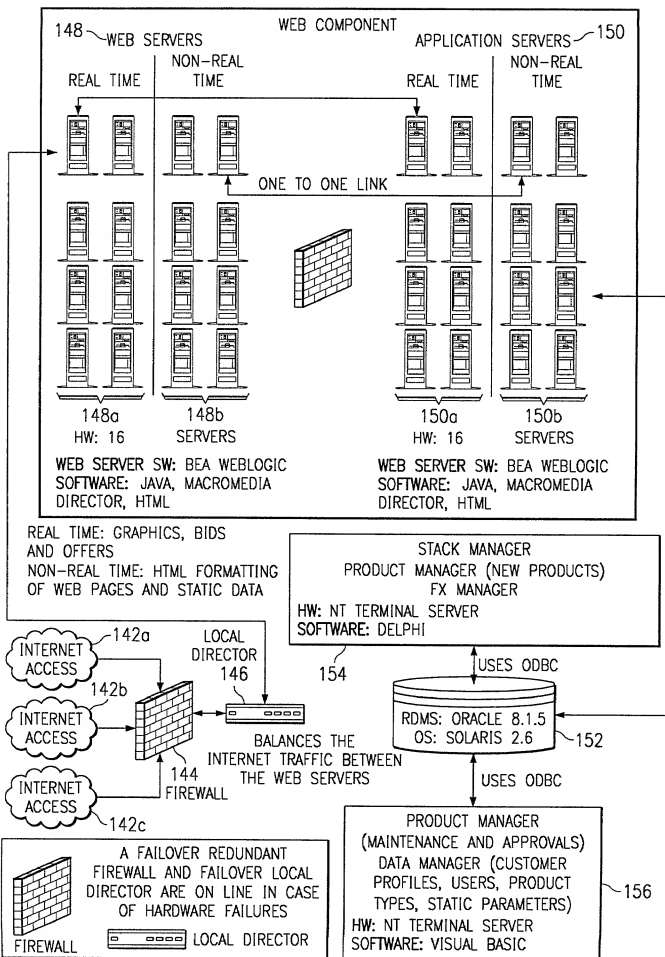 WEB COMPONENT
148
WEB SERVERS
APPLICATION SERVERS
150
REAL TIME
NON-REAL
TIME
REAL TIME
NON-REAL
TIME
ONE TO ONE LINK
148a
148b
150a
150b
HW: 16
SERVERS
HW: 16
SERVERS
WEB SERVER SW: BEA WEBLOGIC
SOFTWARE: JAVA, MACROMEDIA
DIRECTOR, HTML
WEB SERVER SW: BEA WEBLOGIC
SOFTWARE: JAVA, MACROMEDIA
DIRECTOR, HTML
REAL TIME: GRAPHICS, BIDS
AND OFFERS
NON-REAL TIME: HTML FORMATTING
OF WEB PAGES AND STATIC DATA
STACK MANAGER
PRODUCT MANAGER (NEW PRODUCTS)
FX MANAGER
HW: NT TERMINAL SERVER
SOFTWARE: DELPHI
154
USES ODBC
142a
INTERNET
ACCESS
142b
INTERNET
ACCESS
142c
INTERNET
ACCESS
LOCAL
DIRECTOR
146
144
FIREWALL
BALANCES THE
INTERNET TRAFFIC BETWEEN
THE WEB SERVERS
RDMS: ORACLE 8.1.5
OS: SOLARIS 2.6
152
USES ODBC
A FAILOVER REDUNDANT
FIREWALL AND FAILOVER LOCAL
DIRECTOR ARE ON LINE IN CASE
OF HARDWARE FAILURES
FIREWALL
LOCAL DIRECTOR
PRODUCT MANAGER
(MAINTENANCE AND APPROVALS)
DATA MANAGER (CUSTOMER
PROFILES, USERS, PRODUCT
TYPES, STATIC PARAMETERS)
HW: NT TERMINAL SERVER
SOFTWARE: VISUAL BASIC
156